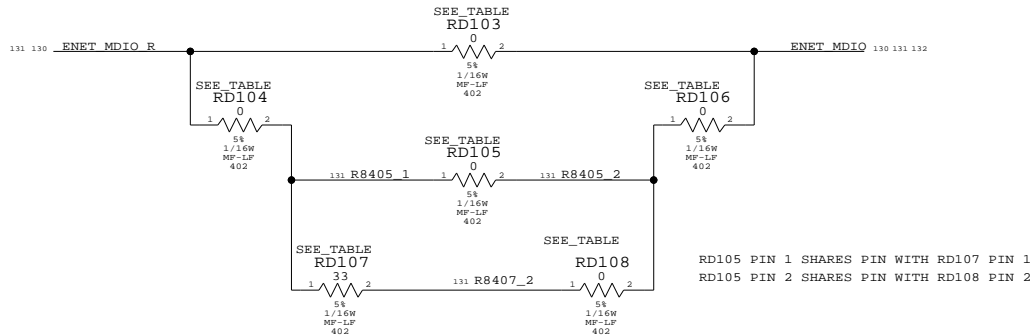 SEE_TABLE
RD103
0
131 130 ENET_MDIO_R 1 2 ENET_MDIO 130 131 132
5%
1/16W
MF-LF
402
SEE_TABLE
RD104
0
1 2
5%
1/16W
MF-LF
402
SEE_TABLE
RD106
0
1 2
5%
1/16W
MF-LF
402
SEE_TABLE
RD105
0
131 R8405_1 1 2 131 R8405_2
5%
1/16W
MF-LF
402
SEE_TABLE
RD107
33
1 2 131 R8407_2
5%
1/16W
MF-LF
402
SEE_TABLE
RD108
0
1 2
5%
1/16W
MF-LF
402
RD105 PIN 1 SHARES PIN WITH RD107 PIN 1
RD105 PIN 2 SHARES PIN WITH RD108 PIN 2